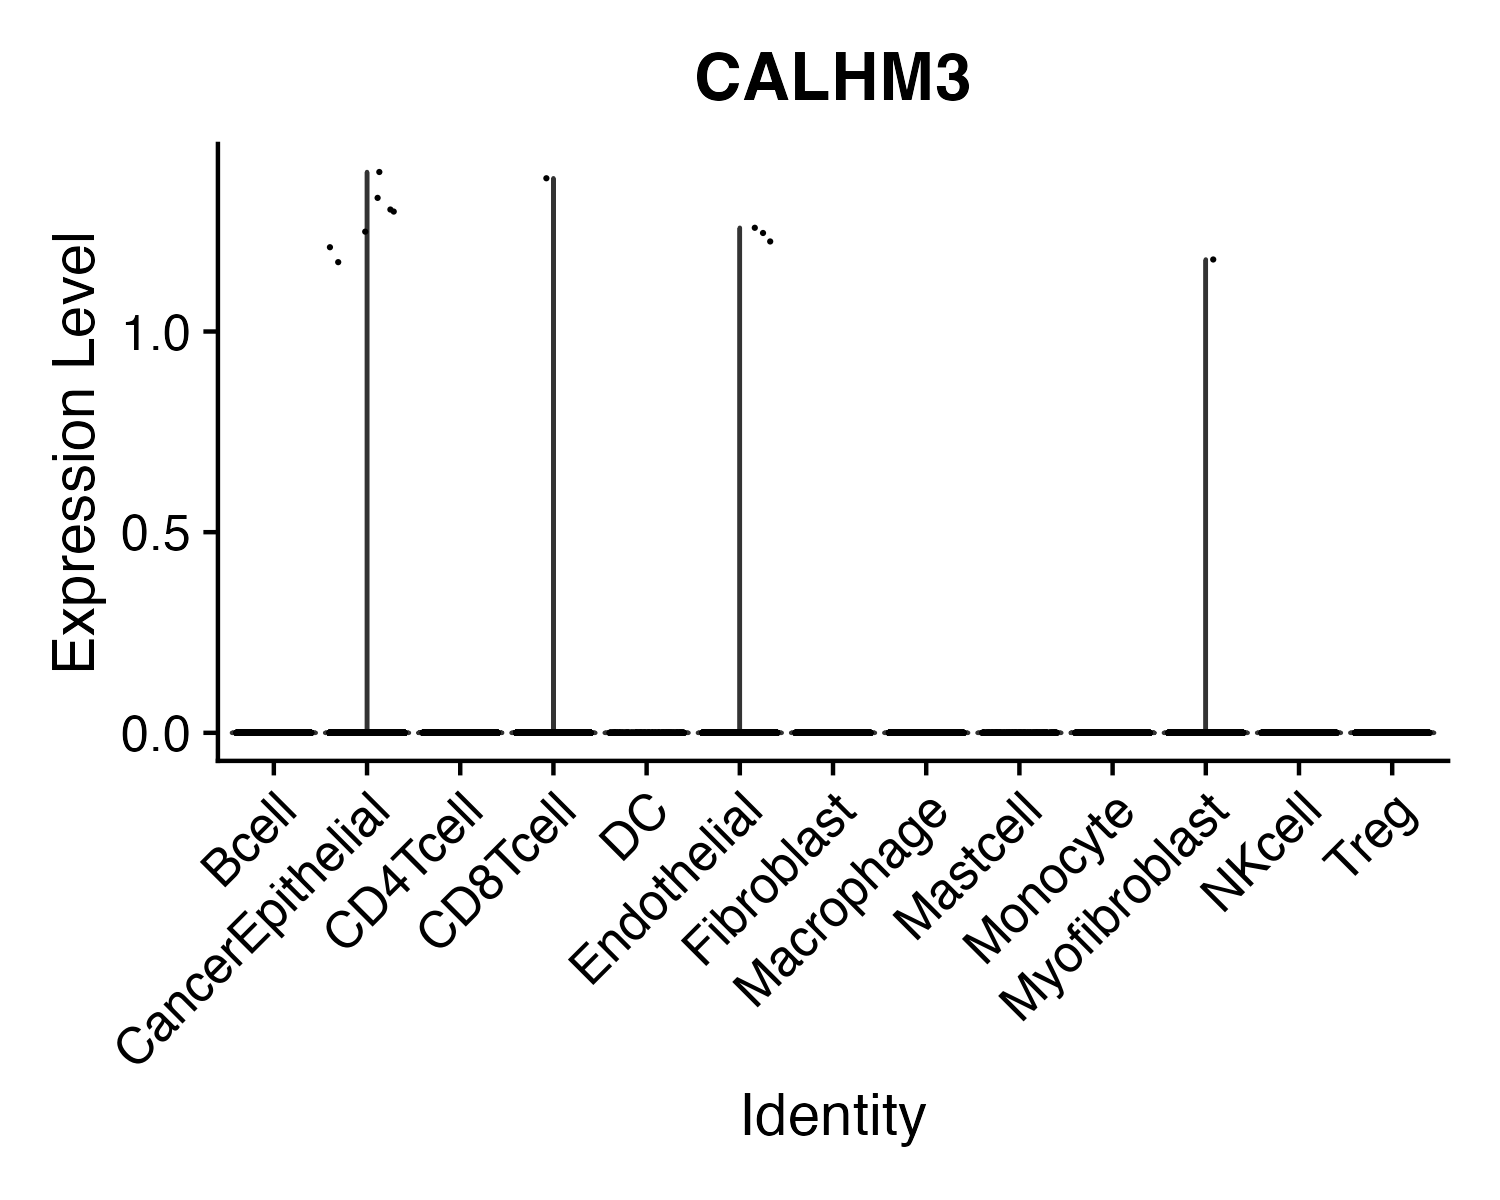 CALHM3
Expression Level
1.0
0.5
0.0
Bcell
CancerEpithelial
CD4Tcell
CD8Tcell
DC
Endothelial
Fibroblast
Macrophage
Mastcell
Monocyte
Myofibroblast
NKcell
Treg
Identity